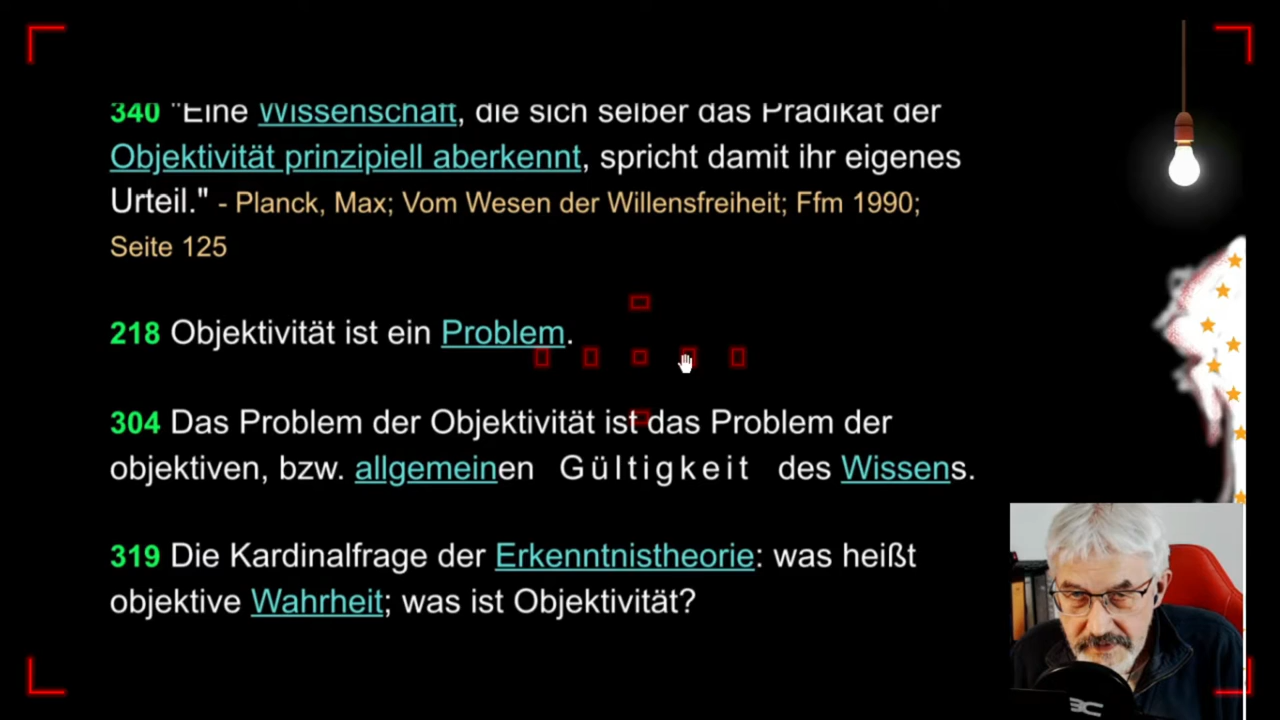 340 "Eine Wissenschaft, die sich selber das Prädikat der
Objektivität prinzipiell aberkennt, spricht damit ihr eigenes
Urteil." - Planck, Max; Vom Wesen der Willensfreiheit; Ffm 1990;
Seite 125
218 Objektivität ist ein Problem.
304 Das Problem der Objektivität ist das Problem der
objektiven, bzw. allgemeinen Gültigkeit des Wissens.
319 Die Kardinalfrage der Erkenntnistheorie: was heißt
objektive Wahrheit; was ist Objektivität?